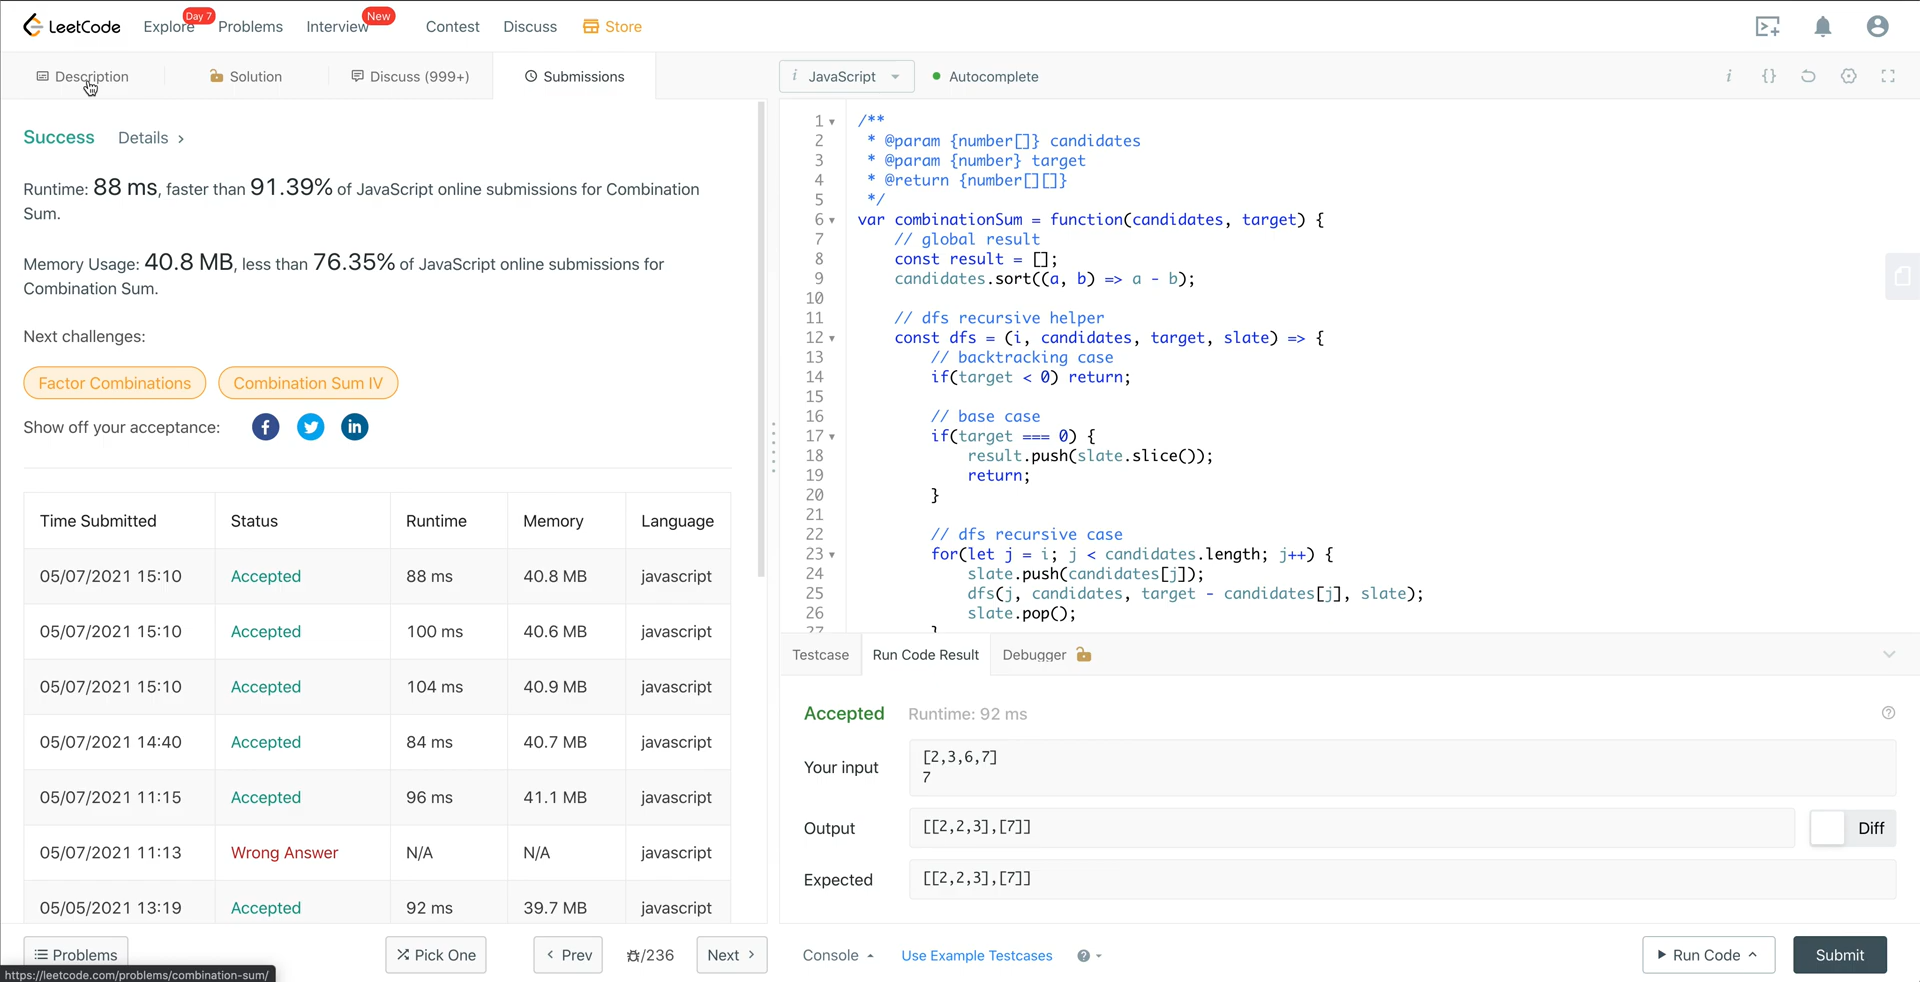 LeetCode
Explore
Day 7
Problems
Interview
New
Contest
Discuss
Store
Description
Solution
Discuss (999+)
Submissions
i JavaScript
Autocomplete
i {}
Success Details >
Runtime: 88 ms, faster than 91.39% of JavaScript online submissions for Combination
Sum.
Memory Usage: 40.8 MB, less than 76.35% of JavaScript online submissions for
Combination Sum.
Next challenges:
Factor Combinations
Combination Sum IV
Show off your acceptance:
Time Submitted Status Runtime Memory Language
05/07/2021 15:10 Accepted 88 ms 40.8 MB javascript
05/07/2021 15:10 Accepted 100 ms 40.6 MB javascript
05/07/2021 15:10 Accepted 104 ms 40.9 MB javascript
05/07/2021 14:40 Accepted 84 ms 40.7 MB javascript
05/07/2021 11:15 Accepted 96 ms 41.1 MB javascript
05/07/2021 11:13 Wrong Answer N/A N/A javascript
05/05/2021 13:19 Accepted 92 ms 39.7 MB javascript
Problems
Pick One
< Prev
/236
Next >
https://leetcode.com/problems/combination-sum/
1 /**
2 * @param {number[]} candidates
3 * @param {number} target
4 * @return {number[][]}
5 */
6 var combinationSum = function(candidates, target) {
7 // global result
8 const result = [];
9 candidates.sort((a, b) => a - b);
10
11 // dfs recursive helper
12 const dfs = (i, candidates, target, slate) => {
13 // backtracking case
14 if(target < 0) return;
15
16 // base case
17 if(target === 0) {
18 result.push(slate.slice());
19 return;
20 }
21
22 // dfs recursive case
23 for(let j = i; j < candidates.length; j++) {
24 slate.push(candidates[j]);
25 dfs(j, candidates, target - candidates[j], slate);
26 slate.pop();
27 }
Testcase
Run Code Result
Debugger
Accepted Runtime: 92 ms
Your input
[2,3,6,7]
7
Output
[[2,2,3],[7]]
Diff
Expected
[[2,2,3],[7]]
Console
Use Example Testcases
Run Code
Submit